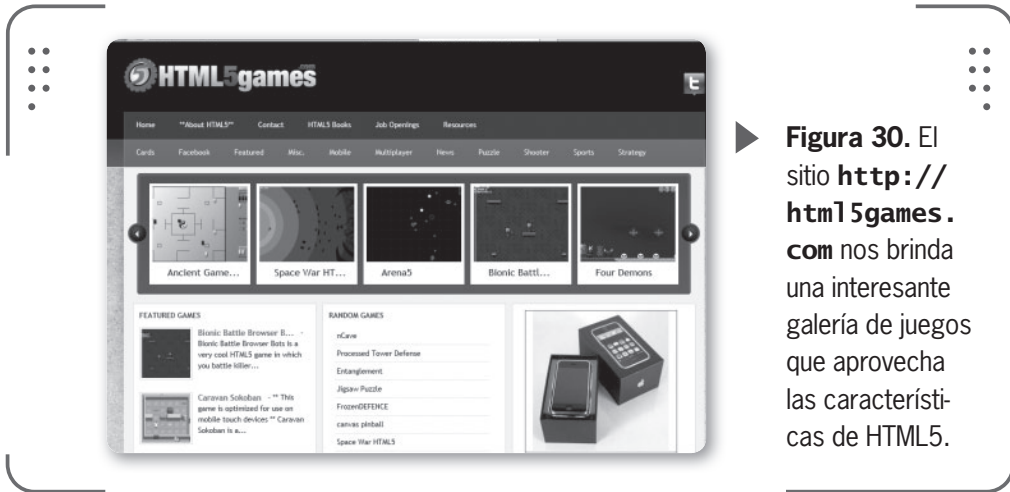 HTML5games
Home "About HTML5" Contact HTML5 Books Job Openings Resources
Cards Facebook Featured Misc. Mobile Multiplayer News Puzzle Shooter Sports Strategy
Ancient Game... Space War HT... Arena5 Bionic Battl... Four Demons
FEATURED GAMES
Bionic Battle Browser B... -
Bionic Battle Browser Bots is a
very cool HTML5 game in which
you battle killer...
Caravan Sokoban - ** This
game is optimized for use on
mobile touch devices ** Caravan
Sokoban is a...
RANDOM GAMES
nCave
Processed Tower Defense
Entanglement
Jigsaw Puzzle
FrozenDEFENCE
canvas pinball
Space War HTML5
Figura 30. El
sitio http://
html5games.
com nos brinda
una interesante
galería de juegos
que aprovecha
las característi-
cas de HTML5.